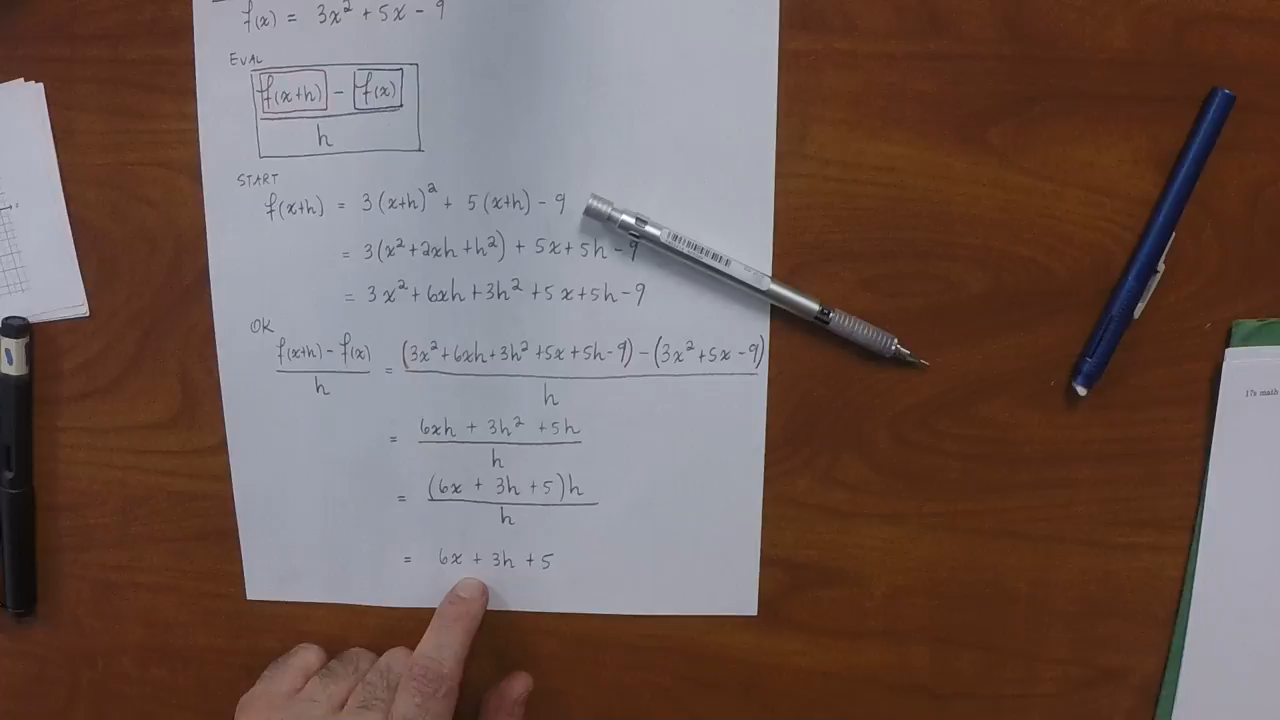 f(x) = 3x² + 5x - 9
EVAL
f(x+h) - f(x)
h
START
f(x+h) = 3(x+h)² + 5(x+h) - 9
= 3(x² + 2xh + h²) + 5x + 5h - 9
= 3x² + 6xh + 3h² + 5x + 5h - 9
OK
f(x+h) - f(x) = (3x² + 6xh + 3h² + 5x + 5h - 9) - (3x² + 5x - 9)
h h
= 6xh + 3h² + 5h
h
= (6x + 3h + 5)h
h
= 6x + 3h + 5
17s math